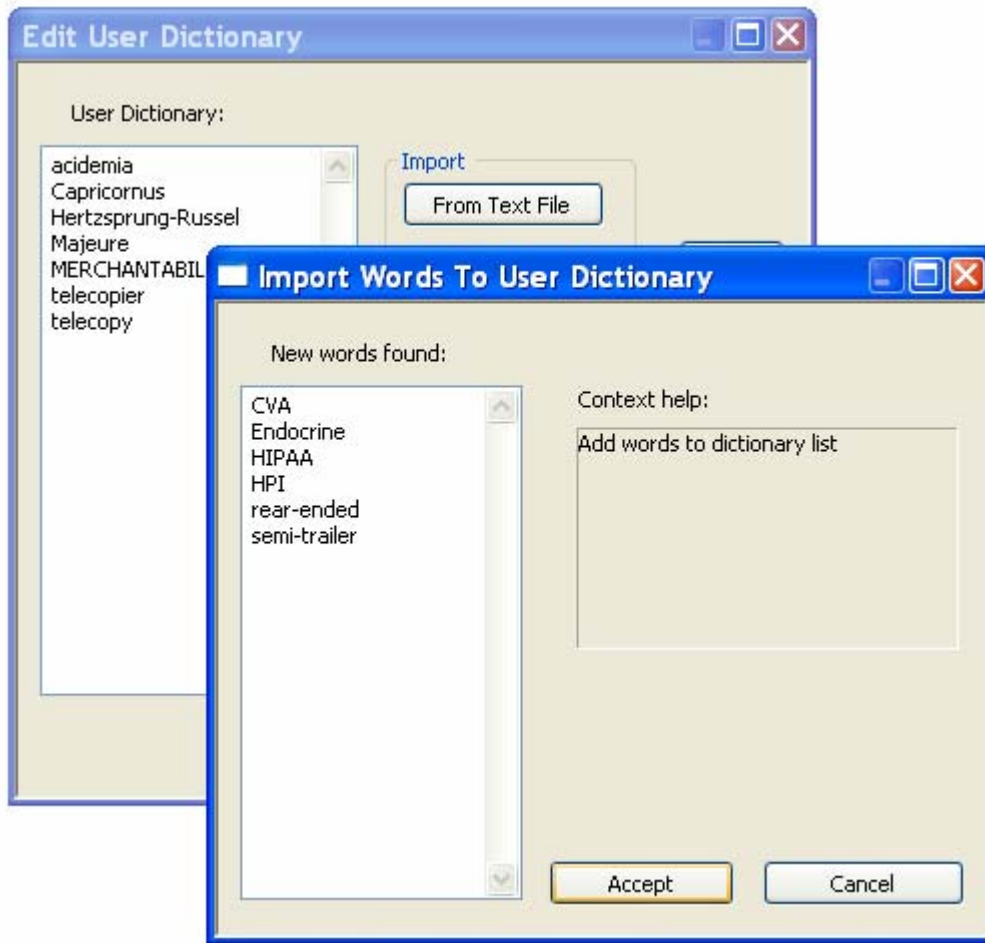 Edit User Dictionary
User Dictionary:
acidemia
Capricornus
Hertzsprung-Russel
Majeure
MERCHANTABIL
telecopier
telecopy
Import
From Text File
Import Words To User Dictionary
New words found:
CVA
Endocrine
HIPAA
HPI
rear-ended
semi-trailer
Context help:
Add words to dictionary list
Accept
Cancel